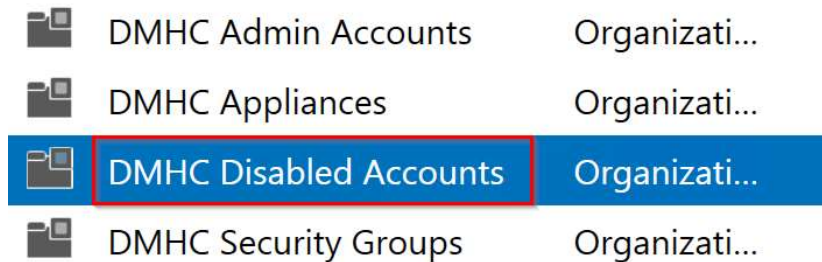 DMHC Admin Accounts Organizati...
DMHC Appliances Organizati...
DMHC Disabled Accounts Organizati...
DMHC Security Groups Organizati...